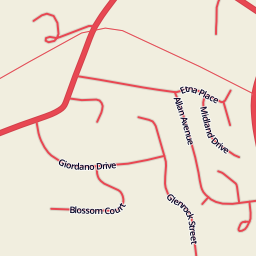 Etna Place
Allan Avenue
Midland Drive
Giordano Drive
Blossom Court
Glenrock Street